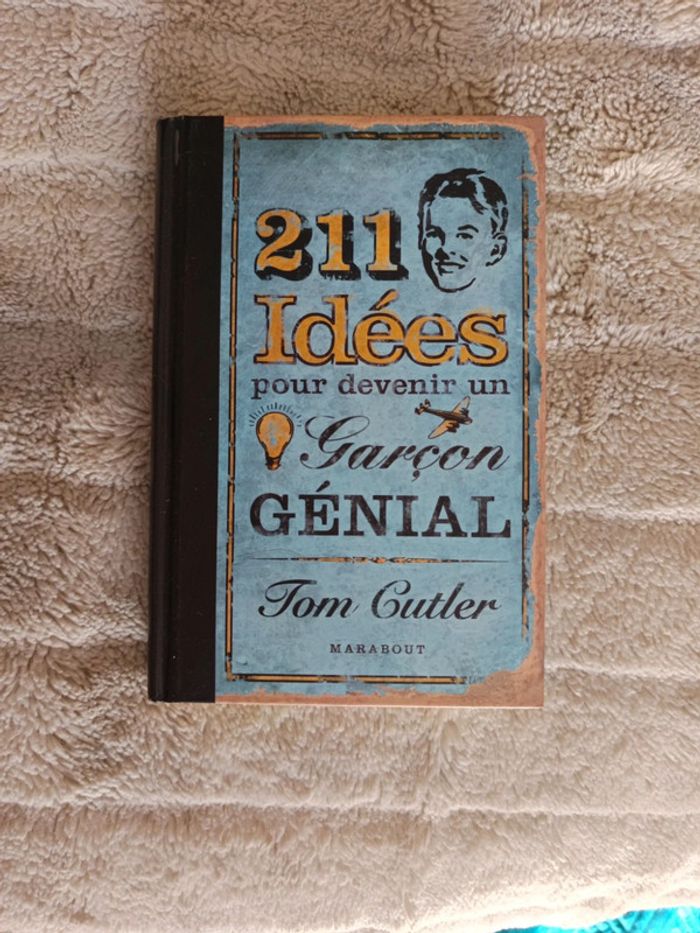 211
Idées
pour devenir un
Garçon
GÉNIAL
Tom Cutler
MARABOUT